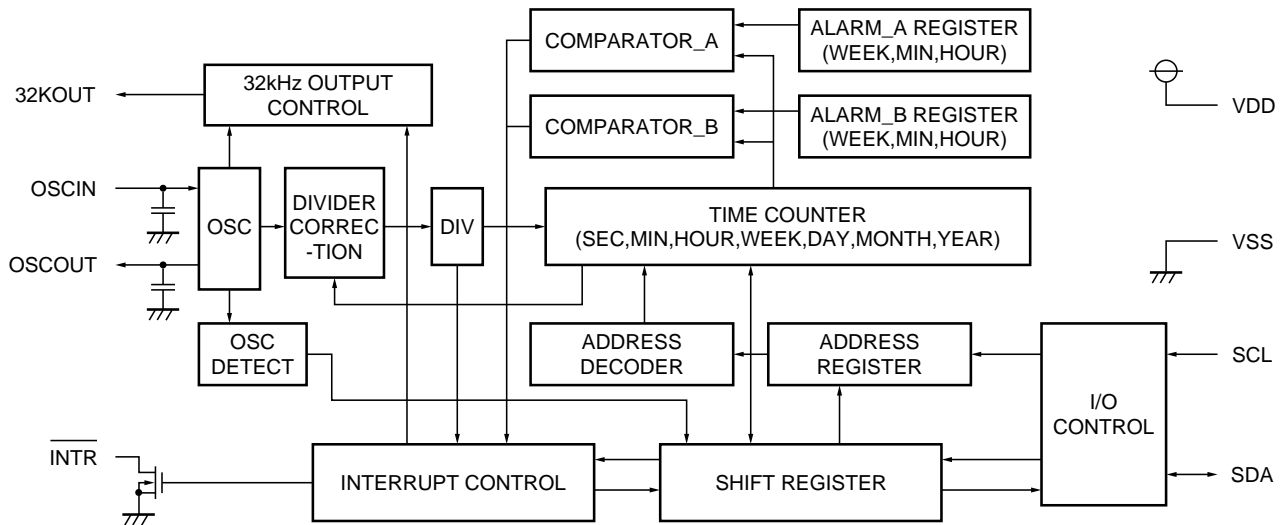 COMPARATOR_A
ALARM_A REGISTER
(WEEK,MIN,HOUR)
32KOUT
32kHz OUTPUT
CONTROL
COMPARATOR_B
ALARM_B REGISTER
(WEEK,MIN,HOUR)
VDD
OSCIN
OSCOUT
OSC
DIVIDER
CORREC
-TION
DIV
TIME COUNTER
(SEC,MIN,HOUR,WEEK,DAY,MONTH,YEAR)
VSS
OSC
DETECT
ADDRESS
DECODER
ADDRESS
REGISTER
I/O
CONTROL
SCL
INTR
INTERRUPT CONTROL
SHIFT REGISTER
SDA